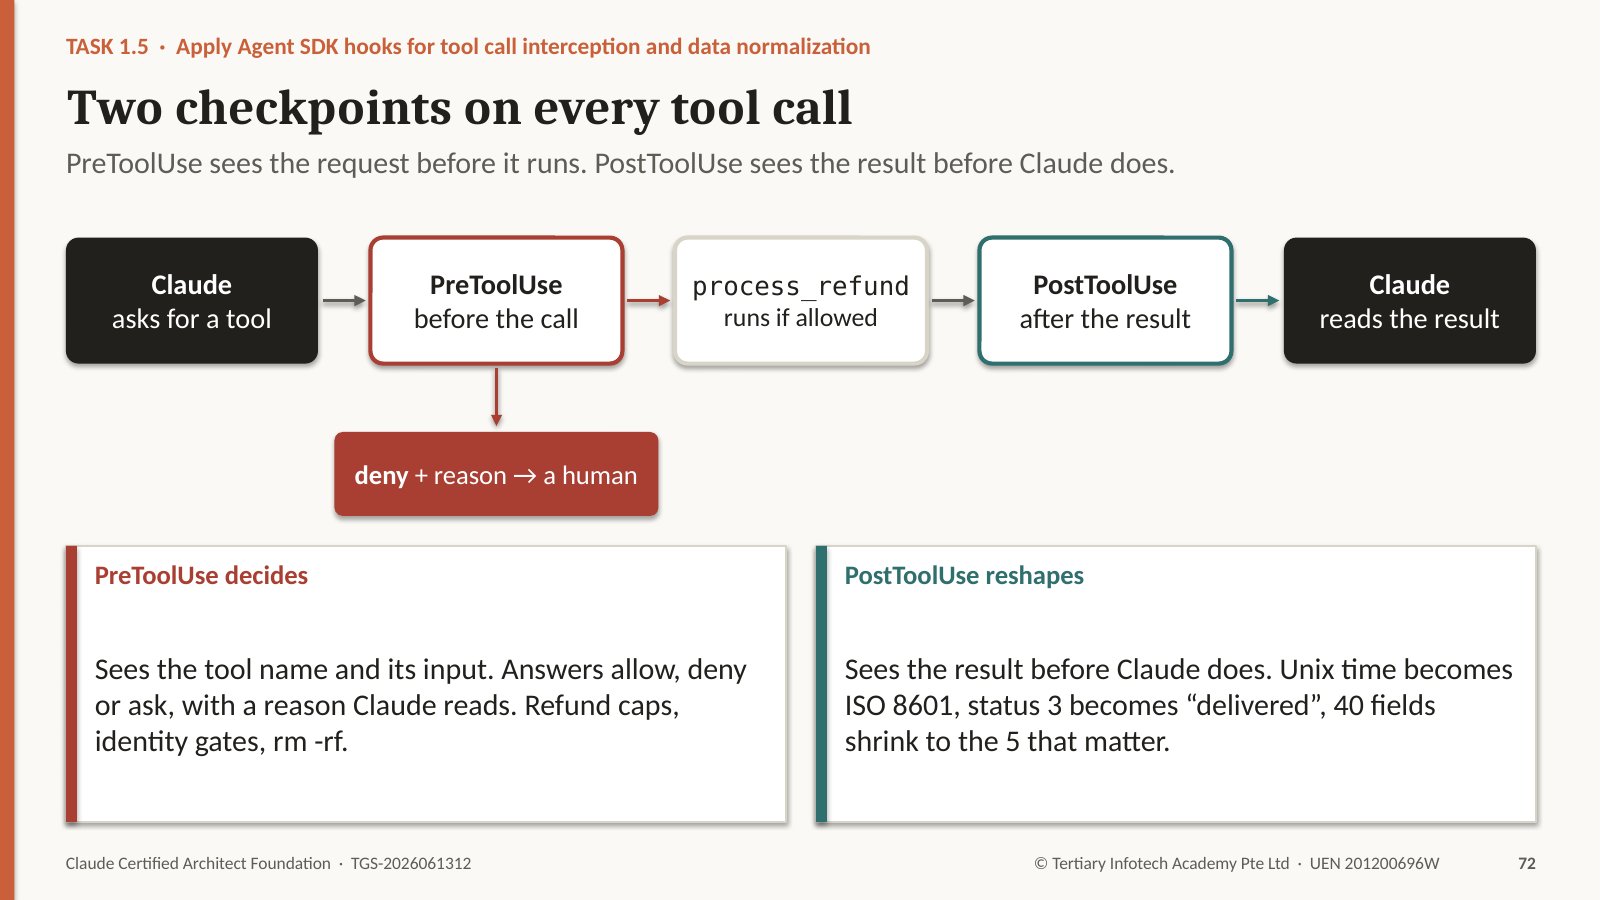 TASK 1.5 · Apply Agent SDK hooks for tool call interception and data normalization
Two checkpoints on every tool call
PreToolUse sees the request before it runs. PostToolUse sees the result before Claude does.
Claude
asks for a tool
PreToolUse
before the call
process_refund
runs if allowed
PostToolUse
after the result
Claude
reads the result
deny + reason → a human
PreToolUse decides
Sees the tool name and its input. Answers allow, deny
or ask, with a reason Claude reads. Refund caps,
identity gates, rm -rf.
PostToolUse reshapes
Sees the result before Claude does. Unix time becomes
ISO 8601, status 3 becomes “delivered”, 40 fields
shrink to the 5 that matter.
Claude Certified Architect Foundation · TGS-2026061312
© Tertiary Infotech Academy Pte Ltd · UEN 201200696W
72